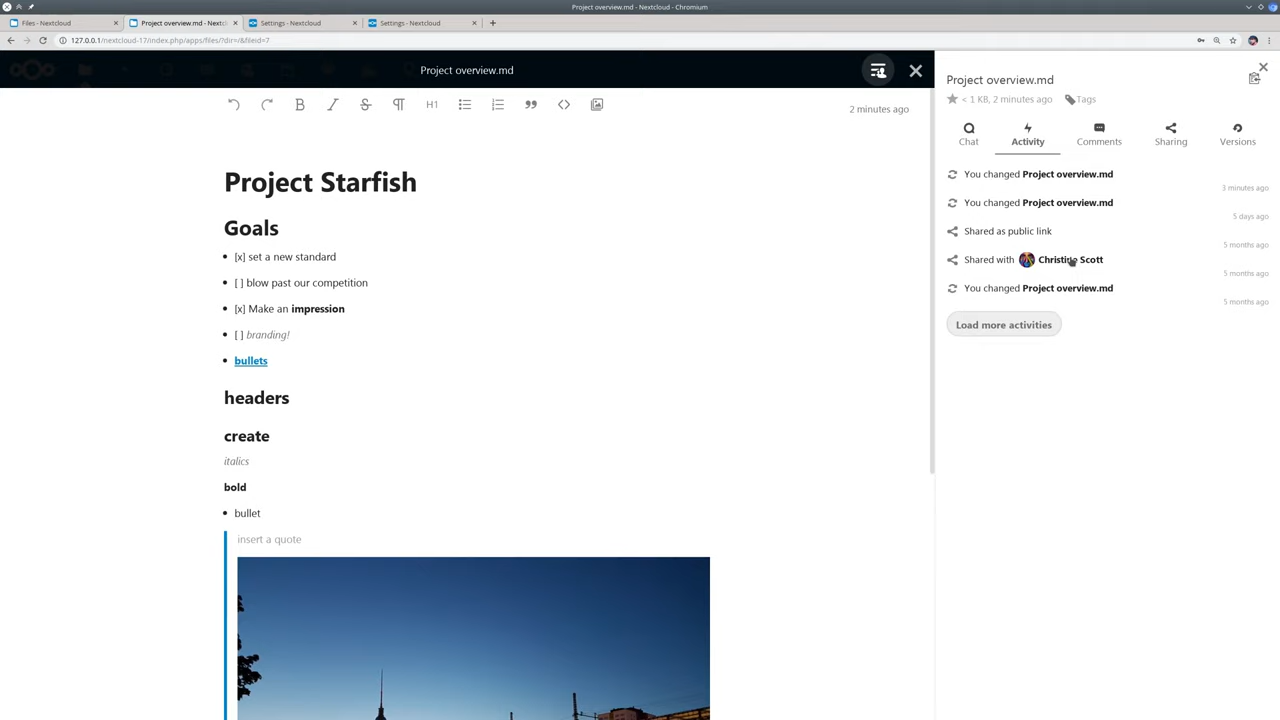 Project overview.md - Nextcloud - Chromium
Files - Nextcloud
Project overview.md - Nextc
Settings - Nextcloud
Settings - Nextcloud
127.0.0.1/nextcloud-17/index.php/apps/files/?dir=/&fileid=7
Project overview.md
H1
2 minutes ago
Project Starfish
Goals
[x] set a new standard
[ ] blow past our competition
[x] Make an impression
[ ] branding!
bullets
headers
create
italics
bold
bullet
insert a quote
Project overview.md
< 1 KB, 2 minutes ago Tags
Chat Activity Comments Sharing Versions
You changed Project overview.md
3 minutes ago
You changed Project overview.md
5 days ago
Shared as public link
5 months ago
Shared with Christine Scott
5 months ago
You changed Project overview.md
5 months ago
Load more activities